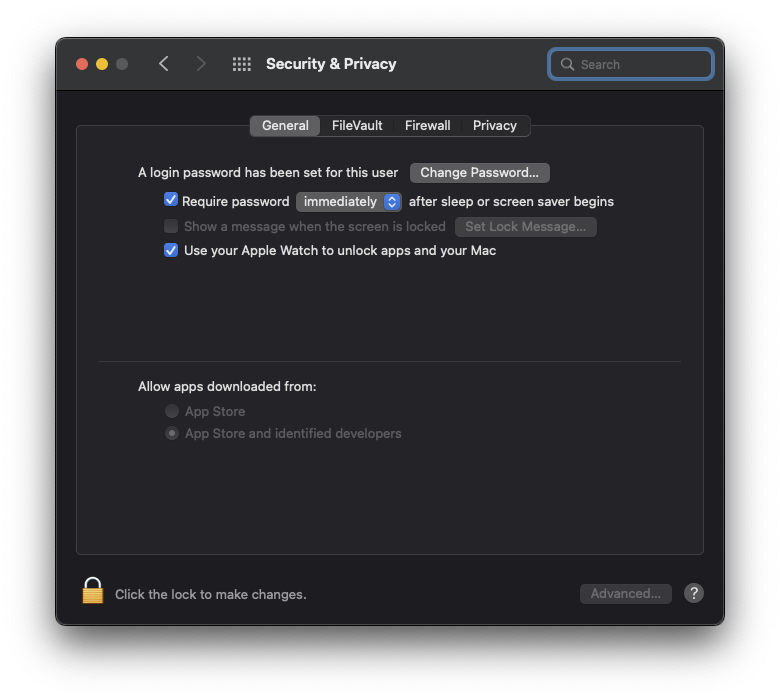 Security & Privacy
Search
General FileVault Firewall Privacy
A login password has been set for this user Change Password...
Require password immediately after sleep or screen saver begins
Show a message when the screen is locked Set Lock Message...
Use your Apple Watch to unlock apps and your Mac
Allow apps downloaded from:
App Store
App Store and identified developers
Click the lock to make changes.
Advanced... ?